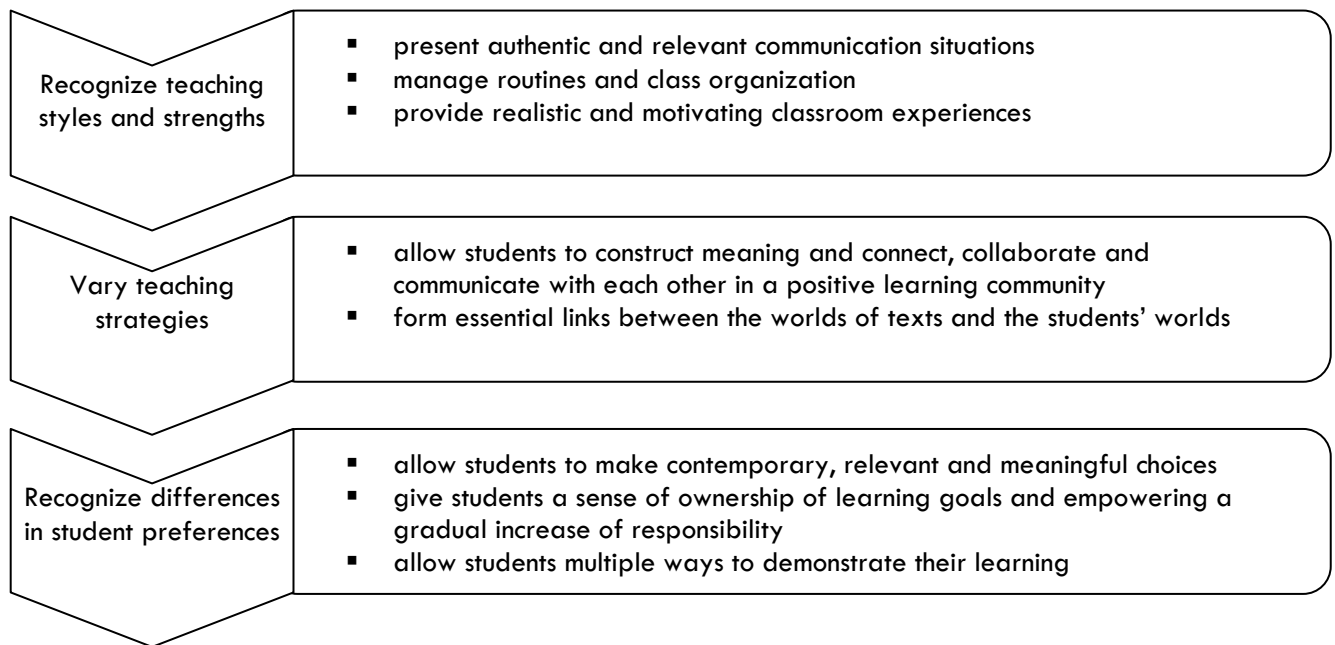 Recognize teaching
styles and strengths
▪ present authentic and relevant communication situations
▪ manage routines and class organization
▪ provide realistic and motivating classroom experiences
Vary teaching
strategies
▪ allow students to construct meaning and connect, collaborate and
communicate with each other in a positive learning community
▪ form essential links between the worlds of texts and the students’ worlds
Recognize differences
in student preferences
▪ allow students to make contemporary, relevant and meaningful choices
▪ give students a sense of ownership of learning goals and empowering a
gradual increase of responsibility
▪ allow students multiple ways to demonstrate their learning